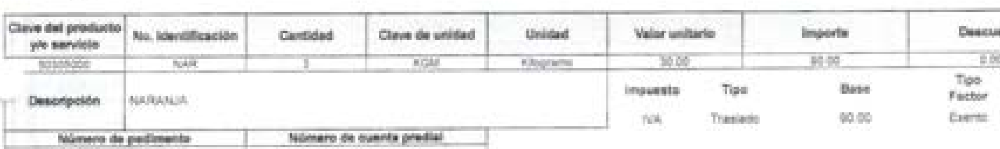 Clave del producto y/o servicio No. Identificación Cantidad Clave de unidad Unidad Valor unitario Importe
NAR 3 KGM Kilogramo 30.00 90.00 0.00
Impuesto Tipo Base Tipo Factor
Descripción NARANJA
IVA Traslado 90.00 Exento
Número de pedimento Número de cuenta predial